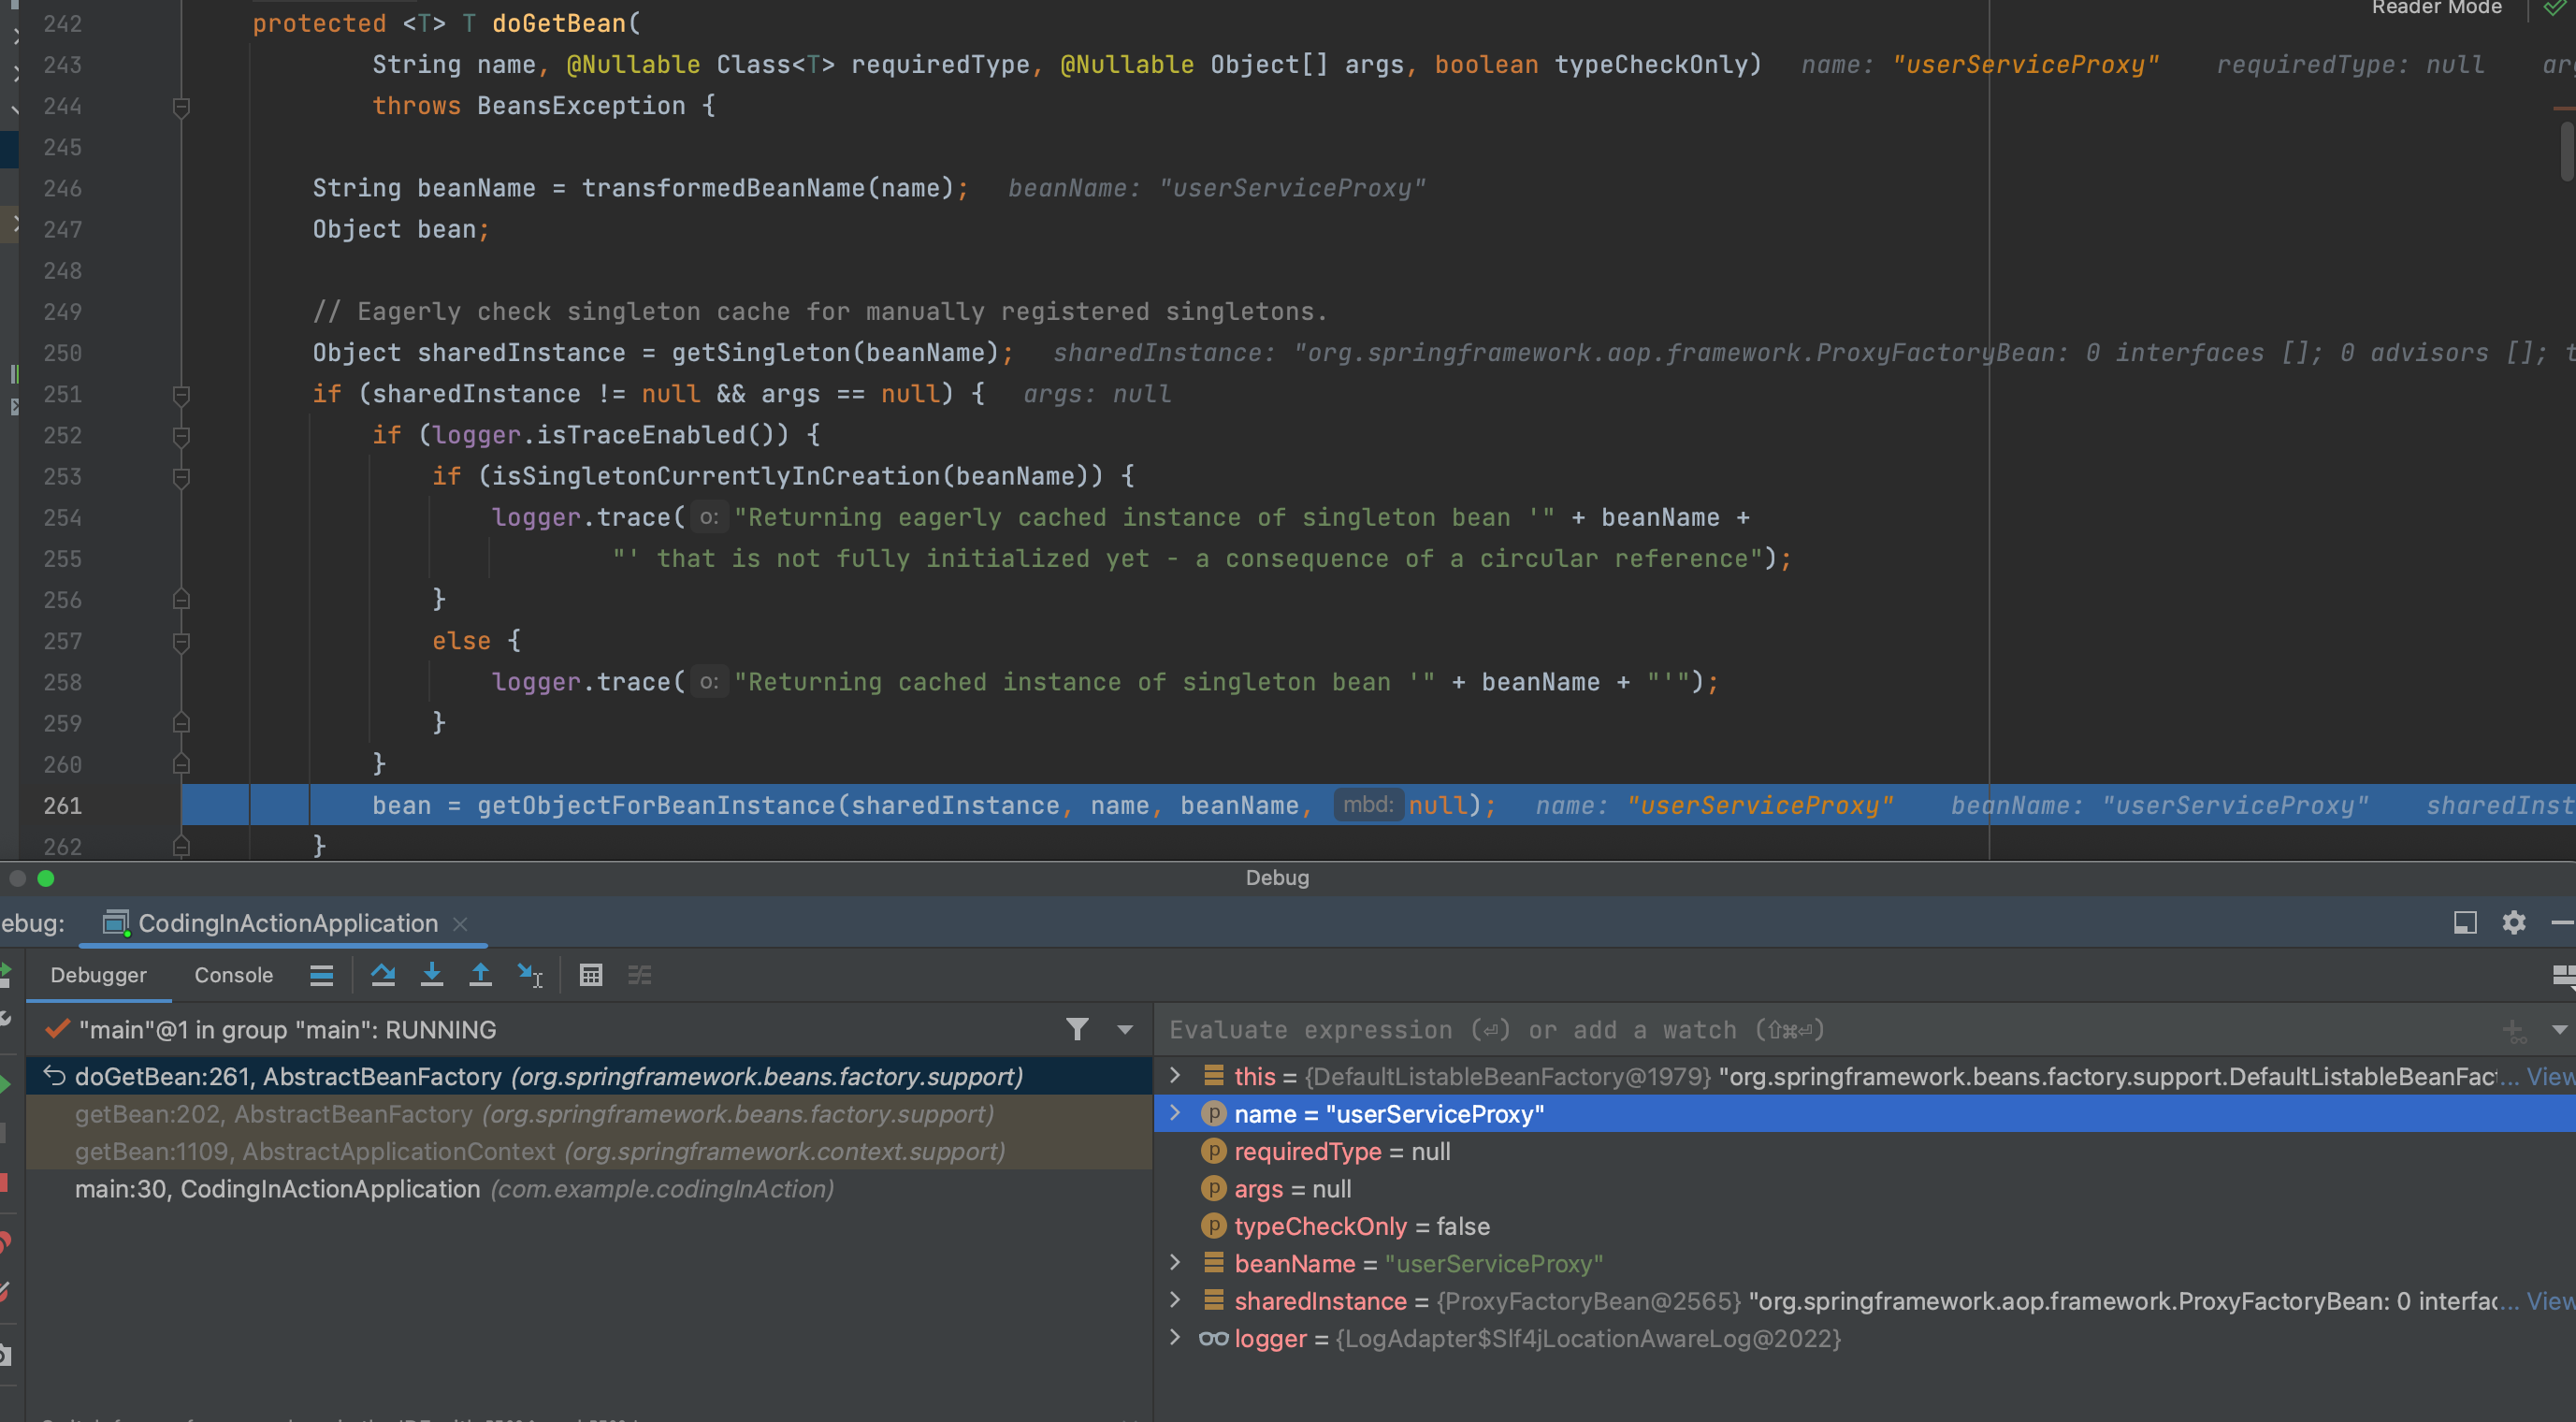 Reader Mode
242 protected <T> T doGetBean(
243 String name, @Nullable Class<T> requiredType, @Nullable Object[] args, boolean typeCheckOnly) name: "userServiceProxy" requiredType: null
244 throws BeansException {
245
246 String beanName = transformedBeanName(name); beanName: "userServiceProxy"
247 Object bean;
248
249 // Eagerly check singleton cache for manually registered singletons.
250 Object sharedInstance = getSingleton(beanName); sharedInstance: "org.springframework.aop.framework.ProxyFactoryBean: 0 interfaces []; 0 advisors []; t
251 if (sharedInstance != null && args == null) { args: null
252 if (logger.isTraceEnabled()) {
253 if (isSingletonCurrentlyInCreation(beanName)) {
254 logger.trace( o: "Returning eagerly cached instance of singleton bean '" + beanName +
255 "' that is not fully initialized yet - a consequence of a circular reference");
256 }
257 else {
258 logger.trace( o: "Returning cached instance of singleton bean '" + beanName + "'");
259 }
260 }
261 bean = getObjectForBeanInstance(sharedInstance, name, beanName, mbd: null); name: "userServiceProxy" beanName: "userServiceProxy" sharedInst
262 }
Debug
ebug: CodingInActionApplication
Debugger Console
"main"@1 in group "main": RUNNING
Evaluate expression (⏎) or add a watch (⇧⌘⏎)
doGetBean:261, AbstractBeanFactory (org.springframework.beans.factory.support)
getBean:202, AbstractBeanFactory (org.springframework.beans.factory.support)
getBean:1109, AbstractApplicationContext (org.springframework.context.support)
main:30, CodingInActionApplication (com.example.codingInAction)
this = {DefaultListableBeanFactory@1979} "org.springframework.beans.factory.support.DefaultListableBeanFact... View
name = "userServiceProxy"
requiredType = null
args = null
typeCheckOnly = false
beanName = "userServiceProxy"
sharedInstance = {ProxyFactoryBean@2565} "org.springframework.aop.framework.ProxyFactoryBean: 0 interfac... View
logger = {LogAdapter$Slf4jLocationAwareLog@2022}